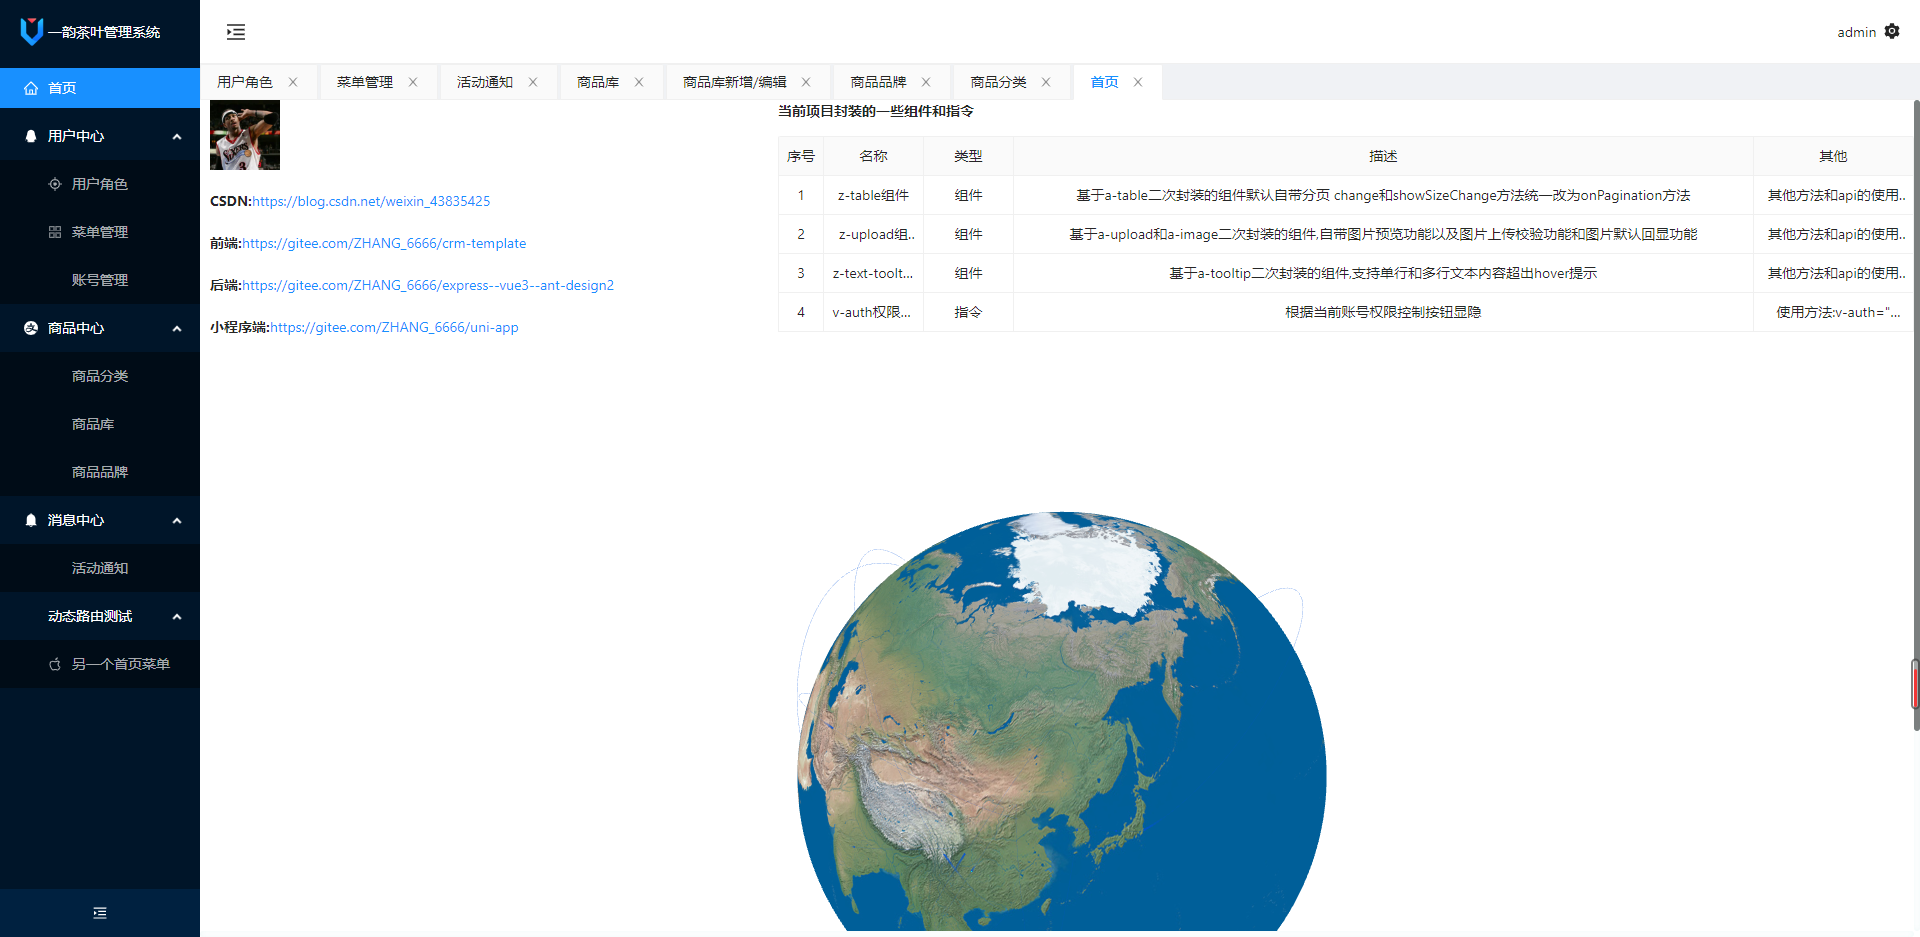 一韵茶叶管理系统
admin
首页
用户中心
用户角色
菜单管理
账号管理
商品中心
商品分类
商品库
商品品牌
消息中心
活动通知
动态路由测试
另一个首页菜单
用户角色 菜单管理 活动通知 商品库 商品库新增/编辑 商品品牌 商品分类 首页
CSDN:https://blog.csdn.net/weixin_43835425
前端:https://gitee.com/ZHANG_6666/crm-template
后端:https://gitee.com/ZHANG_6666/express--vue3--ant-design2
小程序端:https://gitee.com/ZHANG_6666/uni-app
当前项目封装的一些组件和指令
序号 名称 类型 描述 其他
1 z-table组件 组件 基于a-table二次封装的组件默认自带分页 change和showSizeChange方法统一改为onPagination方法 其他方法和api的使用..
2 z-upload组.. 组件 基于a-upload和a-image二次封装的组件,自带图片预览功能以及图片上传校验功能和图片默认回显功能 其他方法和api的使用..
3 z-text-toolt... 组件 基于a-tooltip二次封装的组件,支持单行和多行文本内容超出hover提示 其他方法和api的使用..
4 v-auth权限... 指令 根据当前账号权限控制按钮显隐 使用方法:v-auth="...